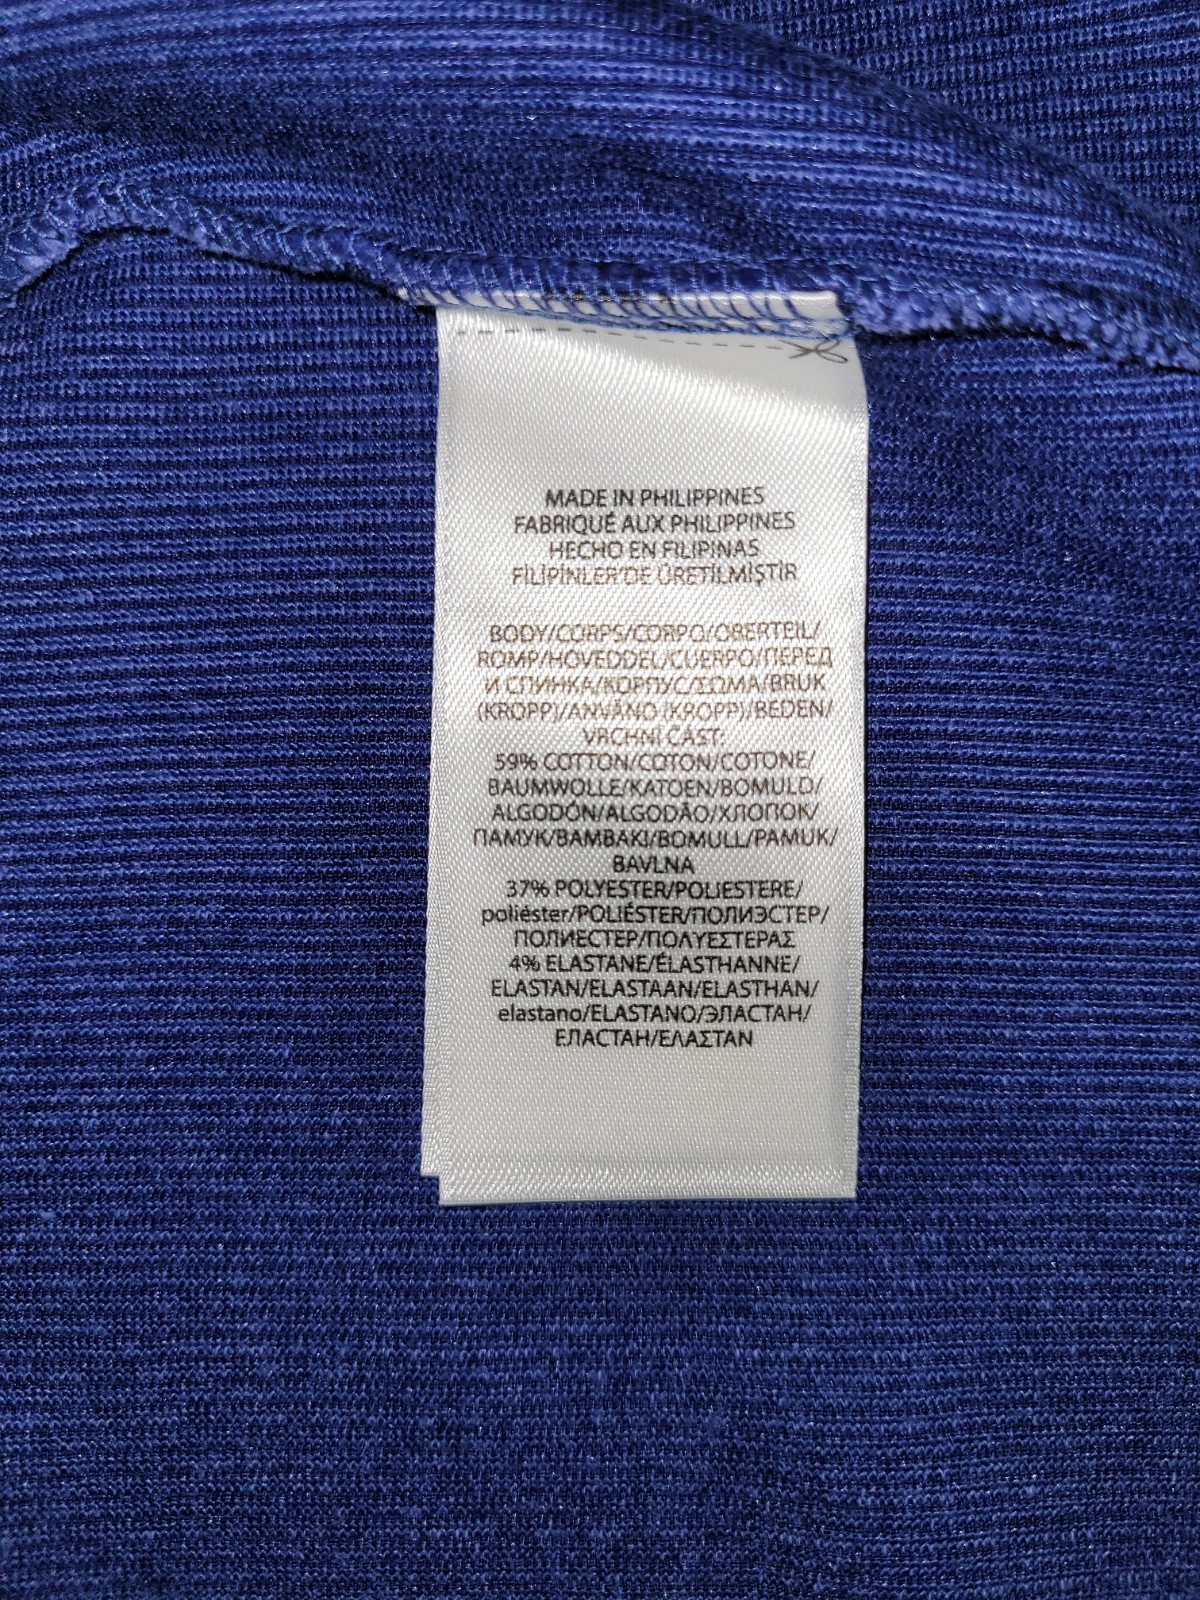 MADE IN PHILIPPINES
FABRIQUÉ AUX PHILIPPINES
HECHO EN FILIPINAS
FİLİPİNLER'DE ÜRETİLMİŞTİR
BODY/CORPS/CORPO/OBERTEIL/
ROMP/HOVEDDEL/CUERPO/ПЕРЕД
И СПИНКА/КОРПУС/ΣΩΜΑ/BRUK
(KROPP)/ANVÄND (KROPP)/BEDEN/
VRCHNÍ ČÁST:
59% COTTON/COTON/COTONE/
BAUMWOLLE/KATOEN/BOMULD/
ALGODÓN/ALGODÃO/ХЛОПОК/
ПАМУК/ΒΑΜΒΑΚΙ/BOMULL/PAMUK/
BAVLNA
37% POLYESTER/POLIESTERE/
poliéster/POLIÉSTER/ПОЛИЭСТЕР/
ПОЛИЕСТЕР/ΠΟΛΥΕΣΤΕΡΑΣ
4% ELASTANE/ÉLASTHANNE/
ELASTAN/ELASTAAN/ELASTHAN/
elastano/ELASTANO/ЭЛАСТАН/
ЕЛАСТАН/ΕΛΑΣΤΑΝ